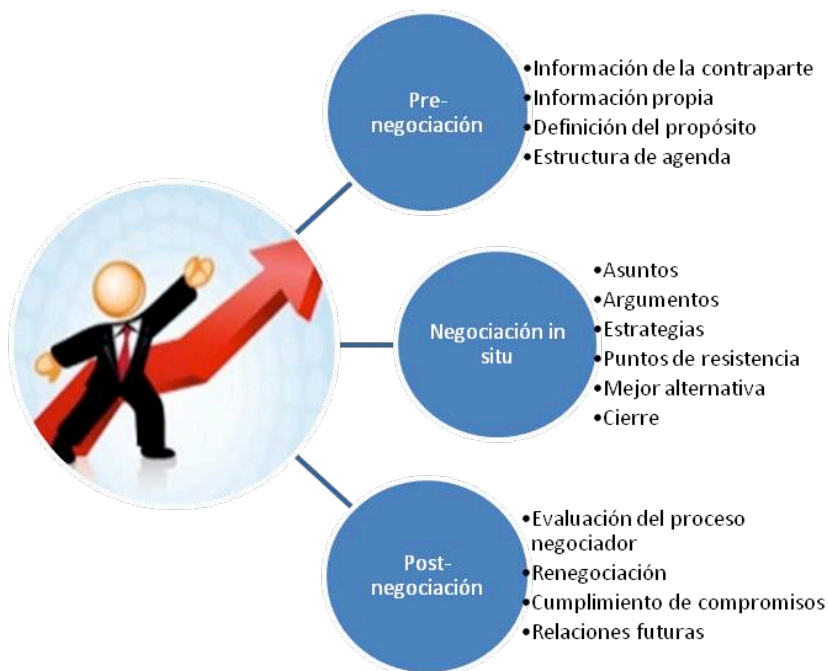 Pre-
negociación
•Información de la contraparte
•Información propia
•Definición del propósito
•Estructura de agenda
Negociación in
situ
•Asuntos
•Argumentos
•Estrategias
•Puntos de resistencia
•Mejor alternativa
•Cierre
Post-
negociación
•Evaluación del proceso
negociador
•Renegociación
•Cumplimiento de compromisos
•Relaciones futuras